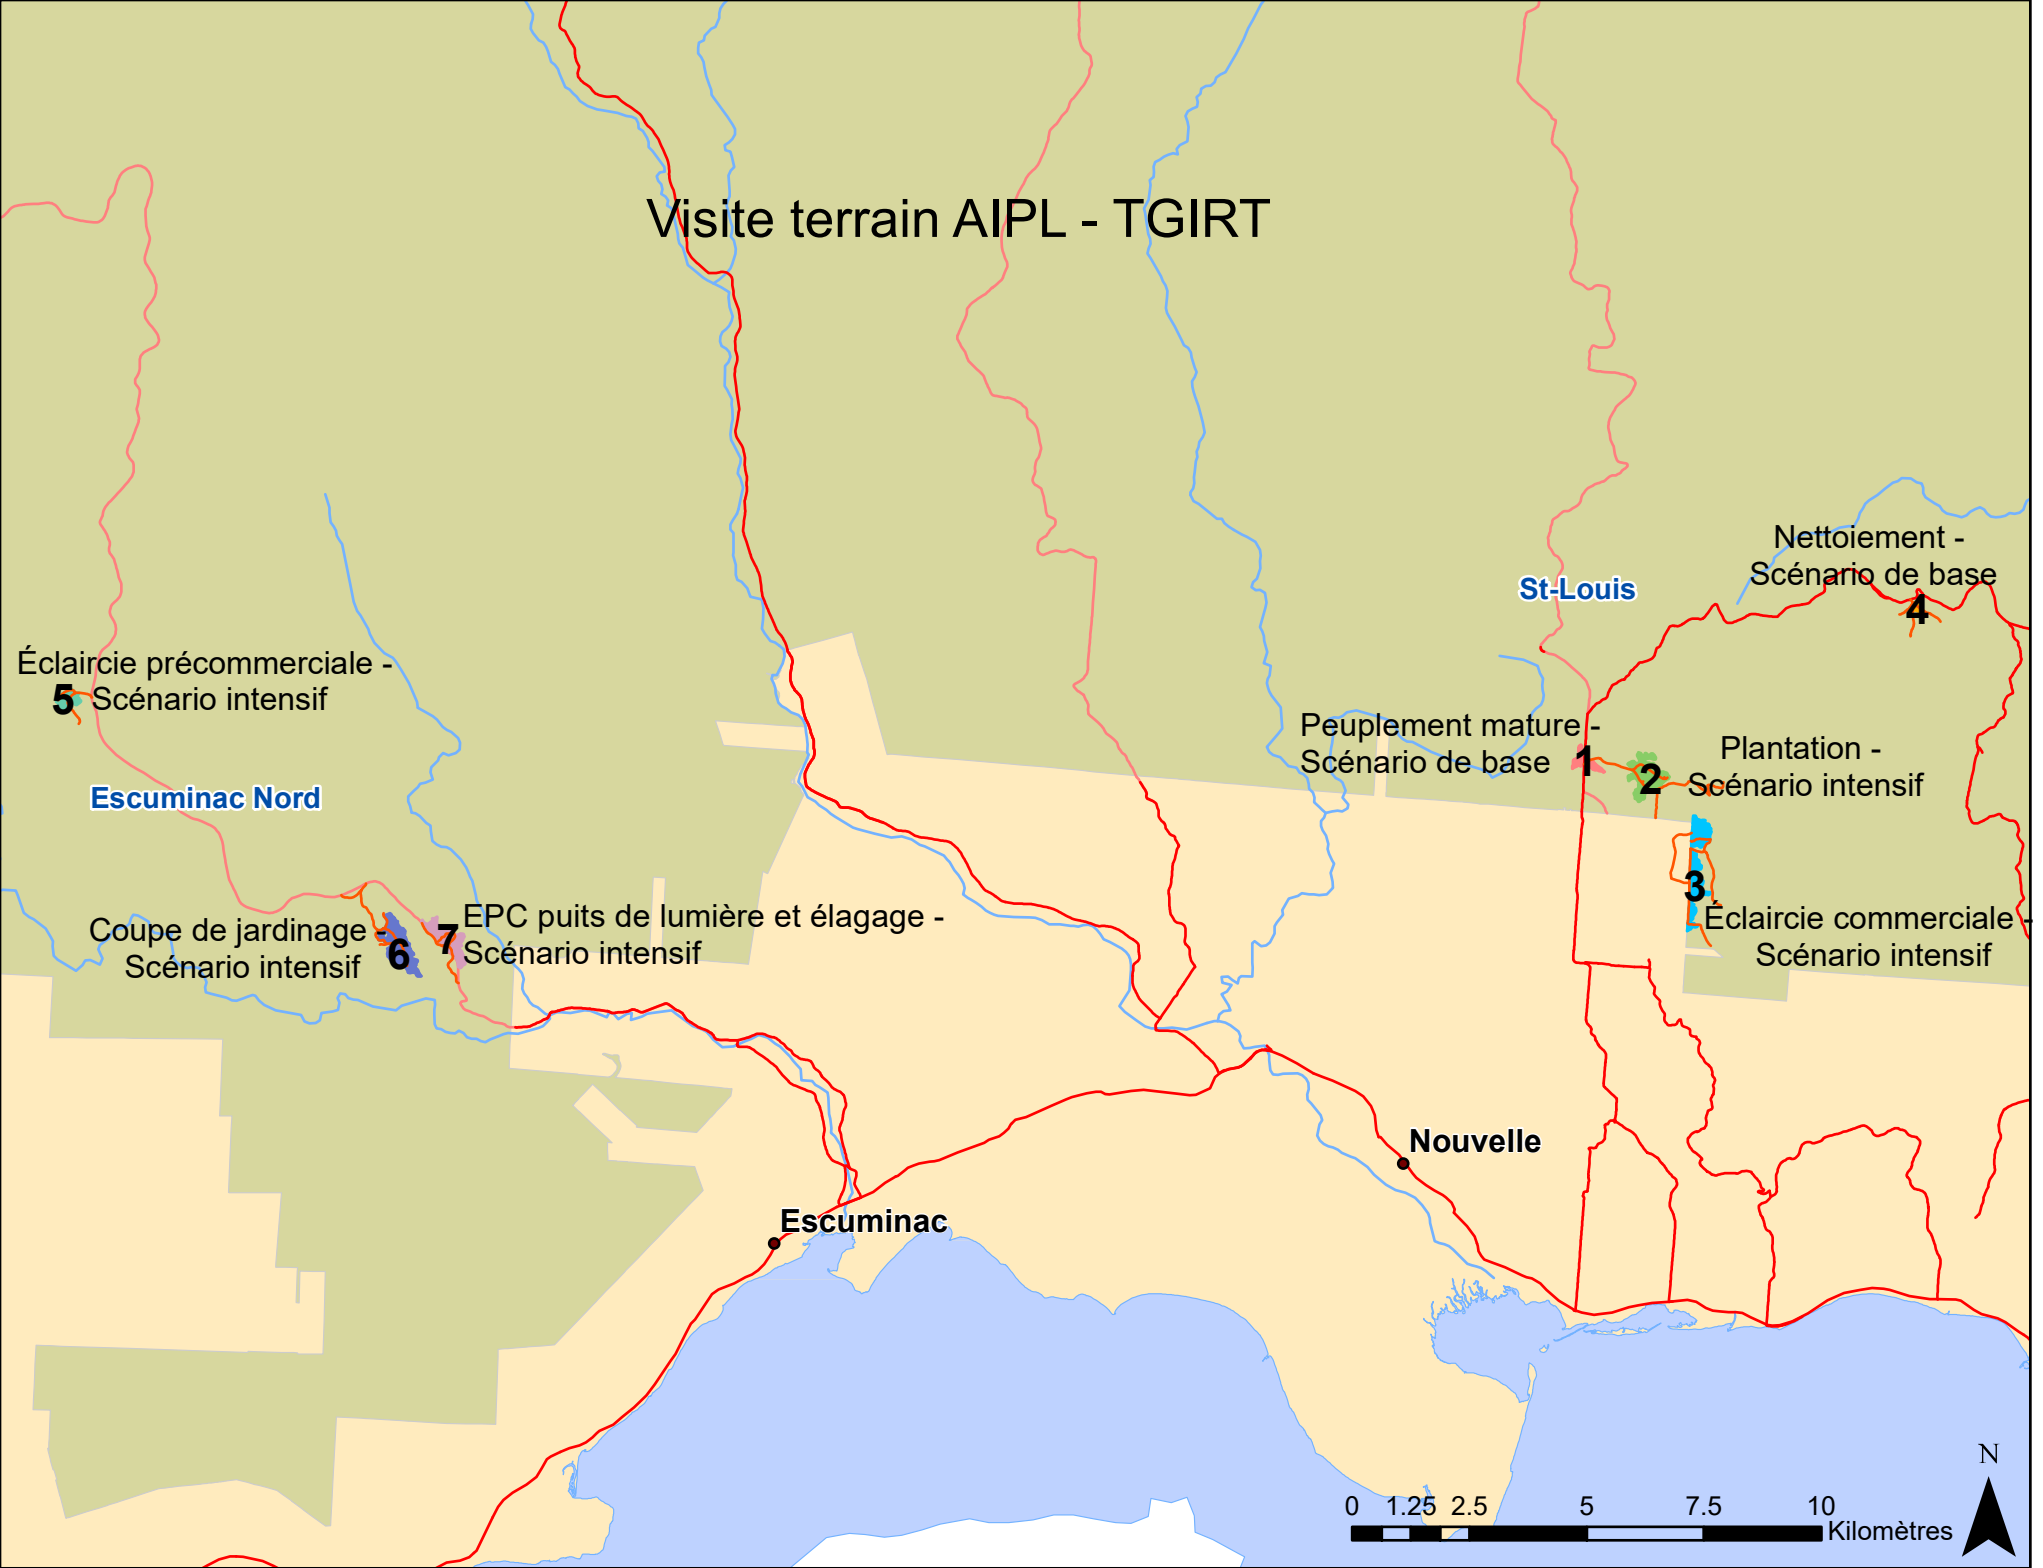 Visite terrain AIPL - TGIRT
Nettoiement -
Scénario de base
4
St-Louis
Éclaircie précommerciale -
5 Scénario intensif
Peuplement mature -
Scénario de base
1
Plantation -
2 Scénario intensif
Escuminac Nord
3
Éclaircie commerciale -
Scénario intensif
Coupe de jardinage -
Scénario intensif
6
7
EPC puits de lumière et élagage -
Scénario intensif
Nouvelle
Escuminac
N
0 1.25 2.5 5 7.5 10
Kilomètres